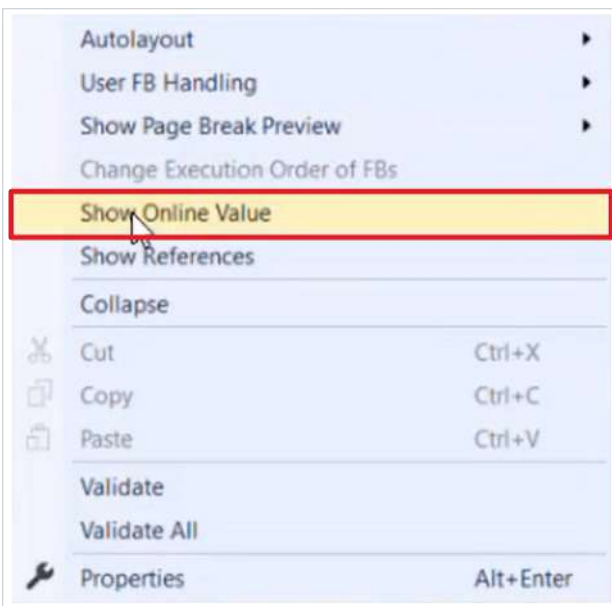 Autolayout
User FB Handling
Show Page Break Preview
Change Execution Order of FBs
Show Online Value
Show References
Collapse
Cut Ctrl+X
Copy Ctrl+C
Paste Ctrl+V
Validate
Validate All
Properties Alt+Enter